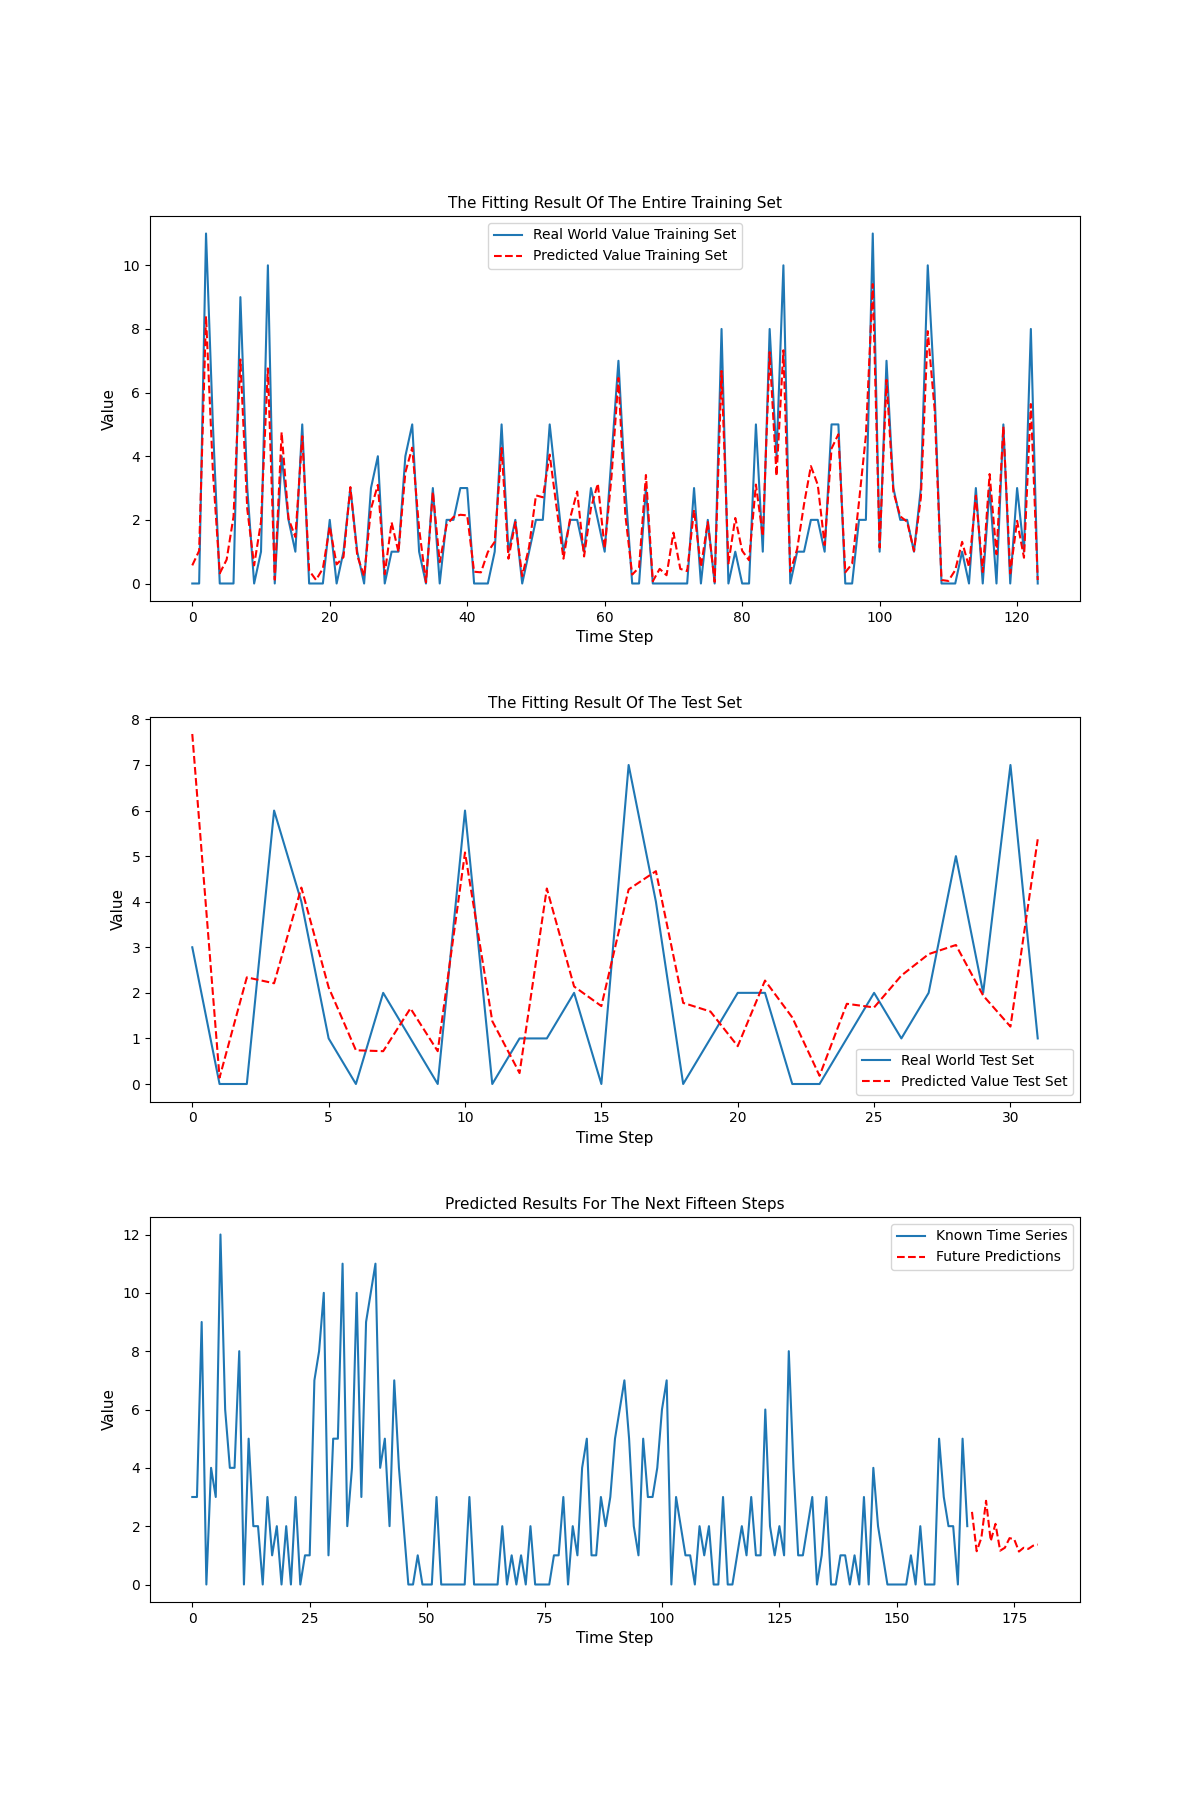 The Fitting Result Of The Entire Training Set
Real World Value Training Set
Predicted Value Training Set
Value
10
8
6
4
2
0
0 20 40 60 80 100 120
Time Step
The Fitting Result Of The Test Set
Value
8
7
6
5
4
3
2
1
0
Real World Test Set
Predicted Value Test Set
0 5 10 15 20 25 30
Time Step
Predicted Results For The Next Fifteen Steps
Known Time Series
Future Predictions
Value
12
10
8
6
4
2
0
0 25 50 75 100 125 150 175
Time Step